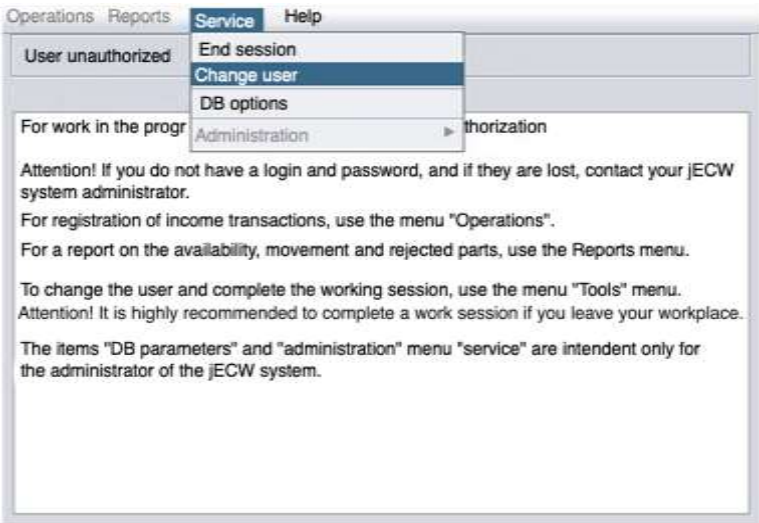 Operations Reports Service Help
User unauthorized
End session
Change user
DB options
Administration
For work in the progr thorization
Attention! If you do not have a login and password, and if they are lost, contact your jECW
system administrator.
For registration of income transactions, use the menu "Operations".
For a report on the availability, movement and rejected parts, use the Reports menu.
To change the user and complete the working session, use the menu "Tools" menu.
Attention! It is highly recommended to complete a work session if you leave your workplace.
The items "DB parameters" and "administration" menu "service" are intendent only for
the administrator of the jECW system.